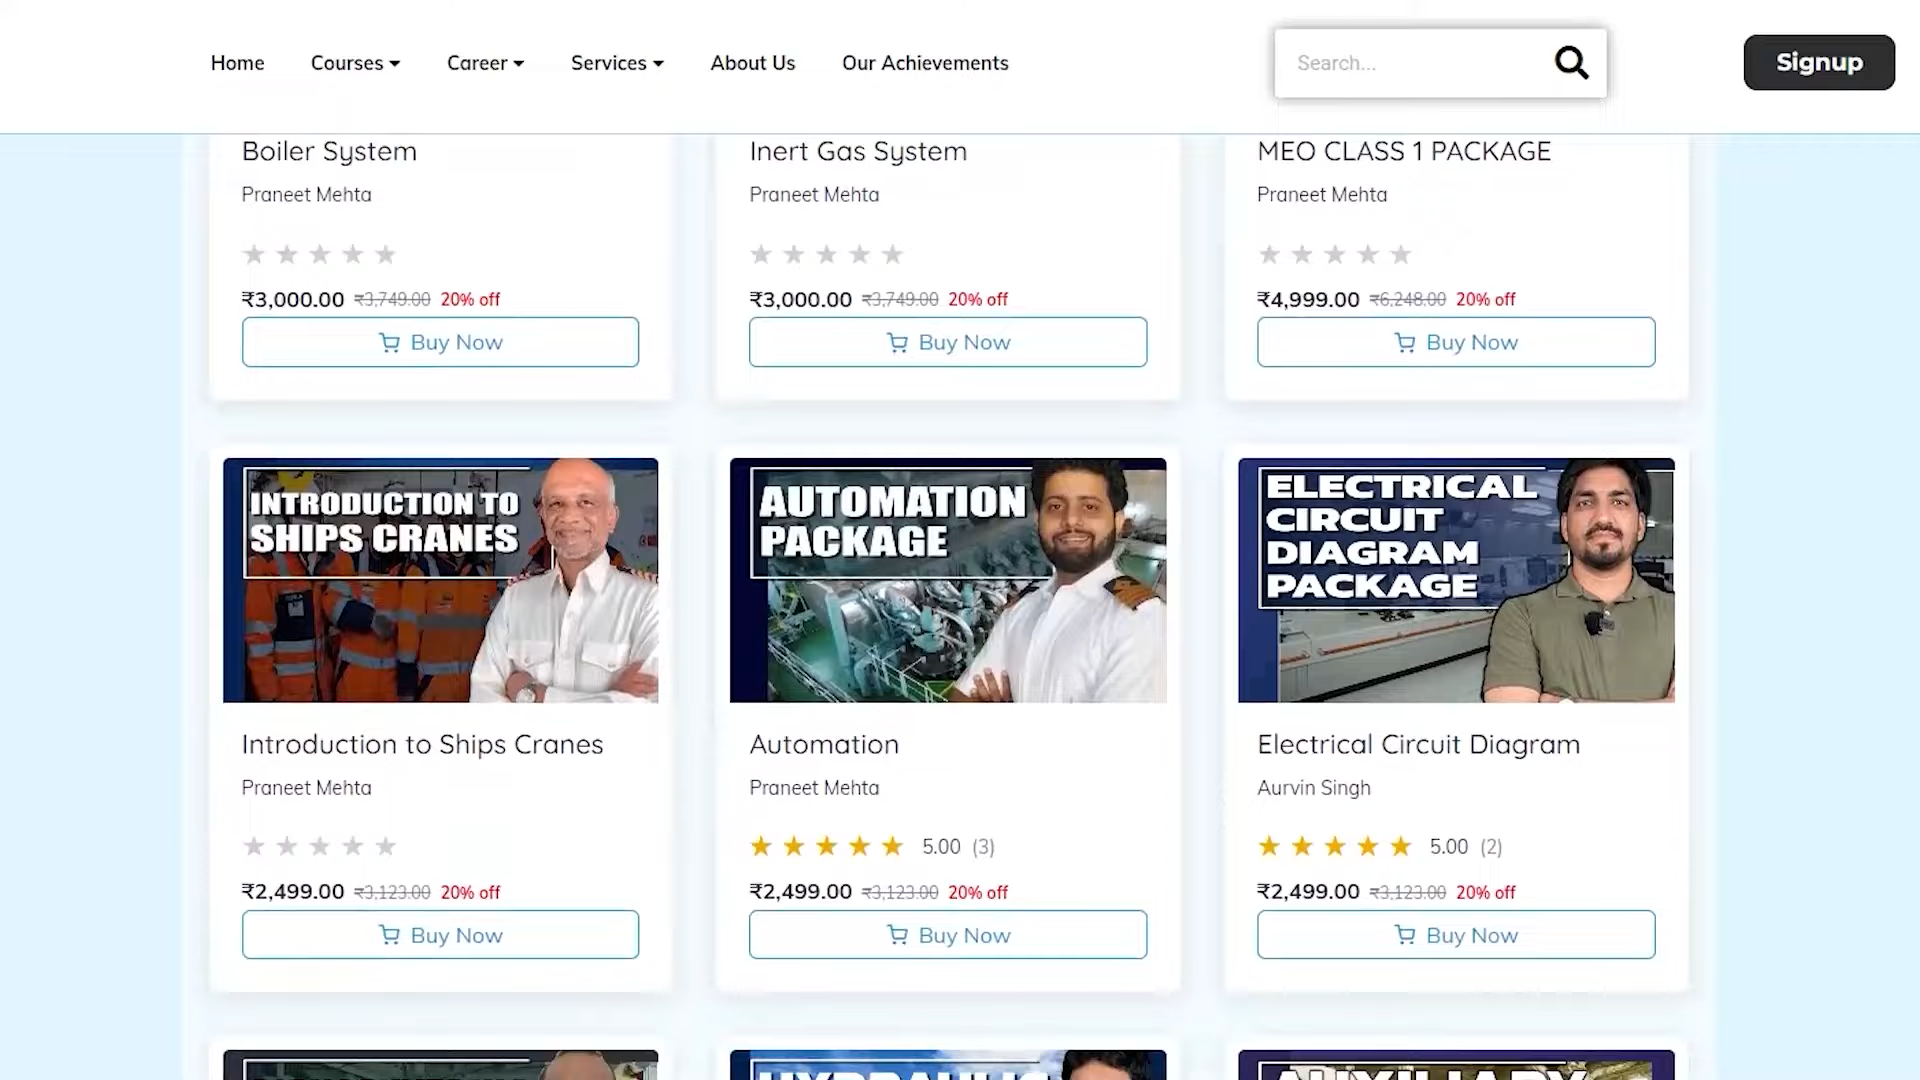 Home Courses Career Services About Us Our Achievements Search... Signup
Boiler System
Praneet Mehta
₹3,000.00 ₹3,749.00 20% off
Buy Now
Inert Gas System
Praneet Mehta
₹3,000.00 ₹3,749.00 20% off
Buy Now
MEO CLASS 1 PACKAGE
Praneet Mehta
₹4,999.00 ₹6,248.00 20% off
Buy Now
INTRODUCTION TO
SHIPS CRANES
Introduction to Ships Cranes
Praneet Mehta
₹2,499.00 ₹3,123.00 20% off
Buy Now
AUTOMATION
PACKAGE
Automation
Praneet Mehta
5.00 (3)
₹2,499.00 ₹3,123.00 20% off
Buy Now
ELECTRICAL
CIRCUIT
DIAGRAM
PACKAGE
Electrical Circuit Diagram
Aurvin Singh
5.00 (2)
₹2,499.00 ₹3,123.00 20% off
Buy Now
HYDRAULIC
AUXILIARY